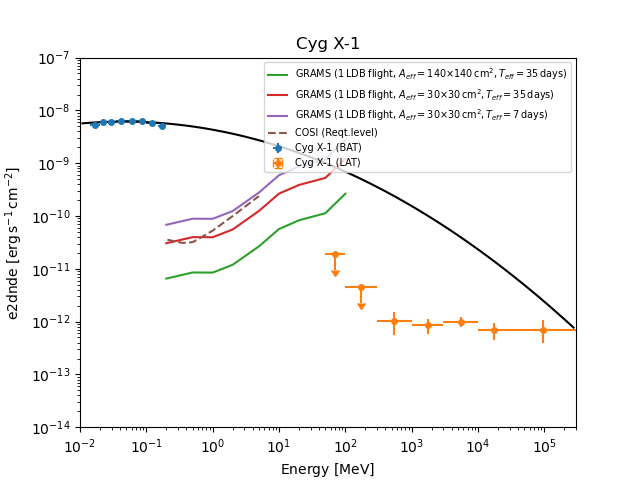 Cyg X-1
GRAMS (1 LDB flight, A_eff = 140×140 cm², T_eff = 35 days)
GRAMS (1 LDB flight, A_eff = 30×30 cm², T_eff = 35 days)
GRAMS (1 LDB flight, A_eff = 30×30 cm², T_eff = 7 days)
COSI (Reqt.level)
Cyg X-1 (BAT)
Cyg X-1 (LAT)
e2dnde [erg s⁻¹ cm⁻²]
10⁻⁷
10⁻⁸
10⁻⁹
10⁻¹⁰
10⁻¹¹
10⁻¹²
10⁻¹³
10⁻¹⁴
10⁻² 10⁻¹ 10⁰ 10¹ 10² 10³ 10⁴ 10⁵
Energy [MeV]